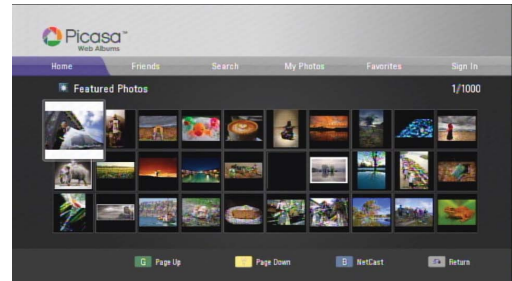 Picasa™
Web Albums
Home Friends Search My Photos Favorites Sign In
Featured Photos 1/1000
G Page Up Page Down B NetCast Return